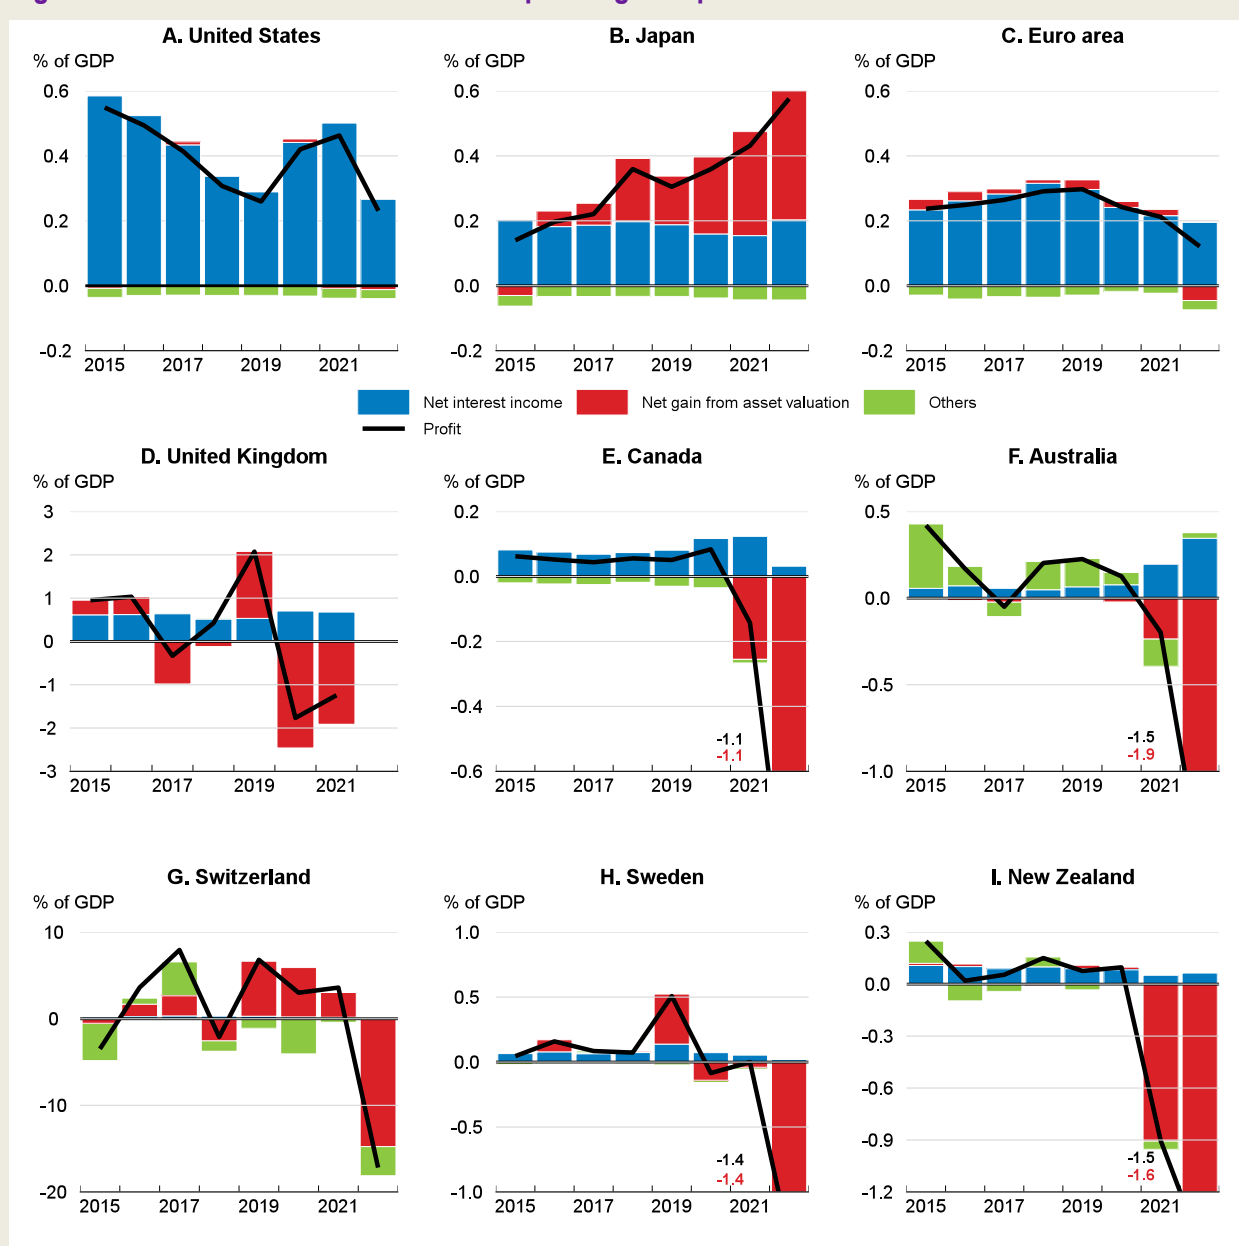 A. United States
% of GDP
0.6
0.4
0.2
0.0
-0.2
2015 2017 2019 2021
B. Japan
% of GDP
0.6
0.4
0.2
0.0
-0.2
2015 2017 2019 2021
C. Euro area
% of GDP
0.6
0.4
0.2
0.0
-0.2
2015 2017 2019 2021
Net interest income Net gain from asset valuation Others
Profit
D. United Kingdom
% of GDP
3
2
1
0
-1
-2
-3
2015 2017 2019 2021
E. Canada
% of GDP
0.2
0.0
-0.2
-0.4
-0.6
-1.1
-1.1
2015 2017 2019 2021
F. Australia
% of GDP
0.5
0.0
-0.5
-1.0
-1.5
-1.9
2015 2017 2019 2021
G. Switzerland
% of GDP
10
0
-10
-20
2015 2017 2019 2021
H. Sweden
% of GDP
1.0
0.5
0.0
-0.5
-1.0
-1.4
-1.4
2015 2017 2019 2021
I. New Zealand
% of GDP
0.3
0.0
-0.3
-0.6
-0.9
-1.2
-1.5
-1.6
2015 2017 2019 2021